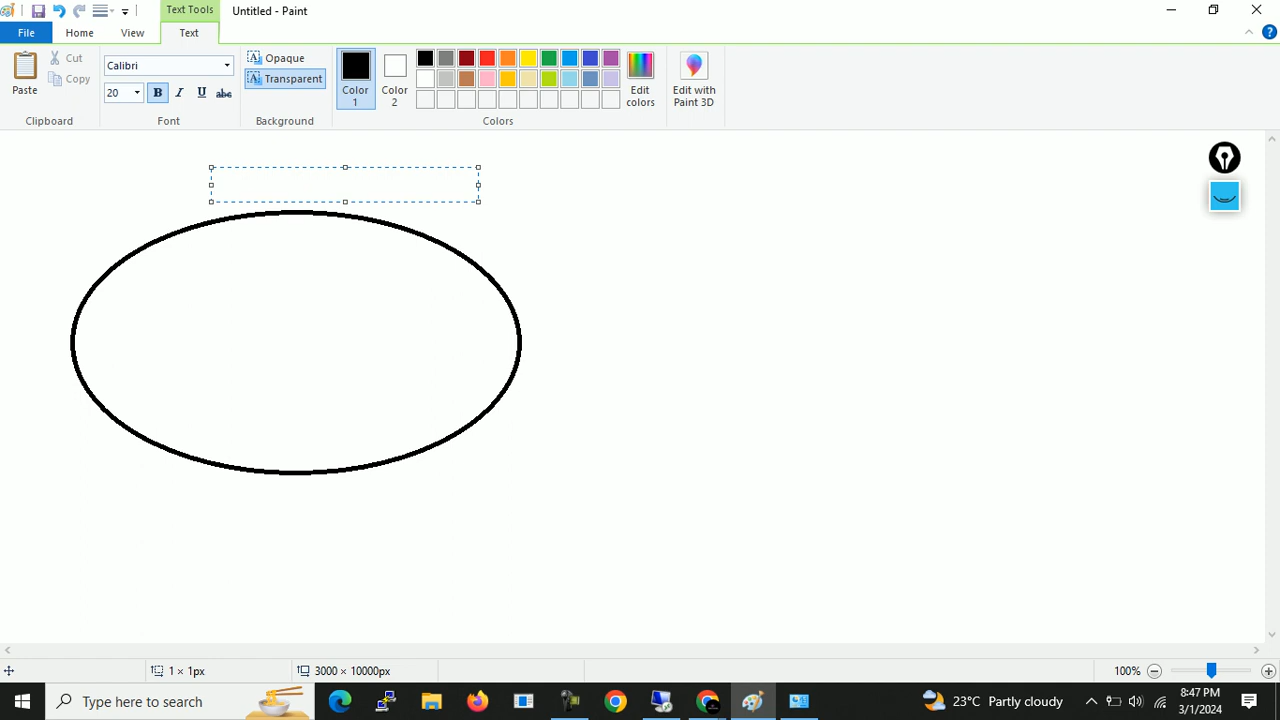 Text Tools
Untitled - Paint
File
Home
View
Text
Paste
Cut
Copy
Clipboard
Calibri
20
B
I
U
abc
Font
A
Opaque
A
Transparent
Background
Color
1
Color
2
Edit
colors
Colors
Edit with
Paint 3D
1 × 1px
3000 × 10000px
100%
Type here to search
23°C Partly cloudy
8:47 PM
3/1/2024